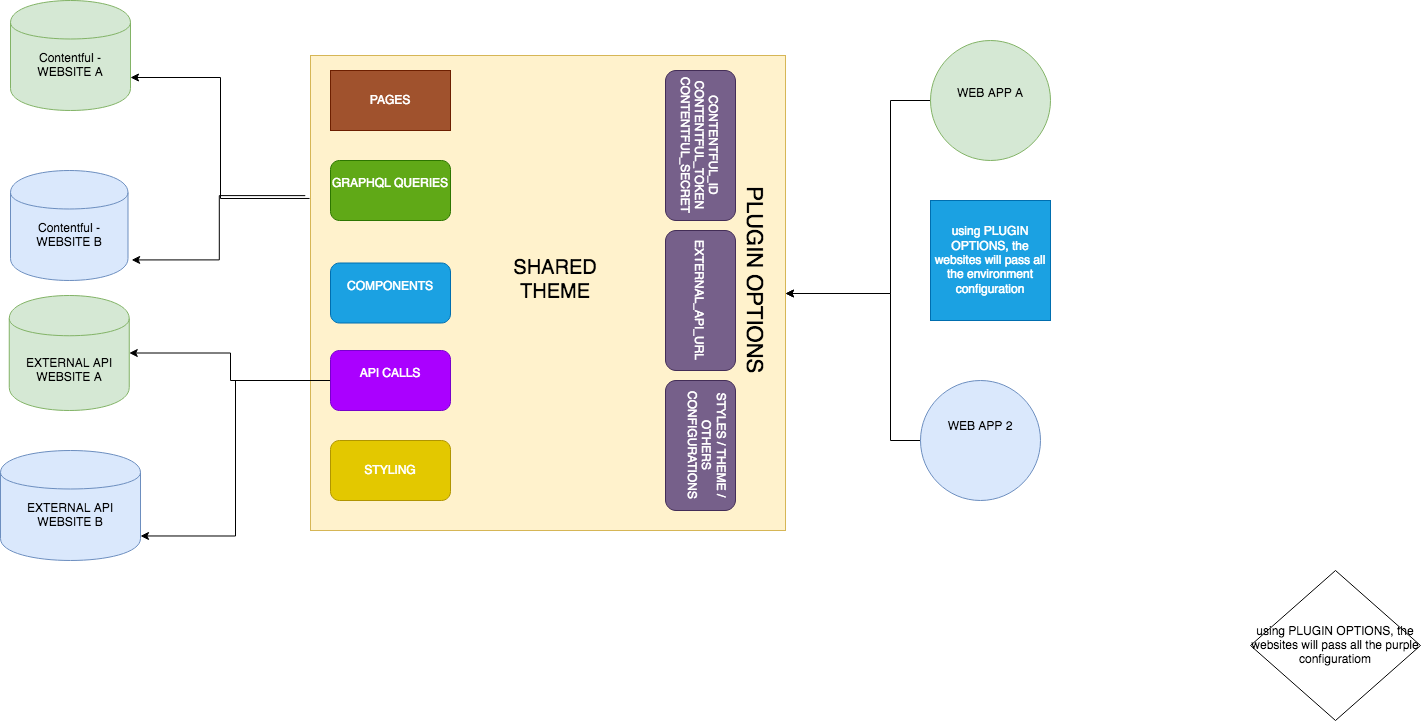 Contentful -
WEBSITE A
Contentful -
WEBSITE B
EXTERNAL API
WEBSITE A
EXTERNAL API
WEBSITE B
PAGES
GRAPHQL QUERIES
COMPONENTS
API CALLS
STYLING
SHARED
THEME
CONTENTFUL_ID
CONTENTFUL_TOKEN
CONTENTFUL_SECRET
EXTERNAL_API_URL
STYLES / THEME /
OTHERS
CONFIGURATIONS
PLUGIN OPTIONS
WEB APP A
using PLUGIN
OPTIONS, the
websites will pass all
the environment
configuration
WEB APP 2
using PLUGIN OPTIONS, the
websites will pass all the purple
configuratiom